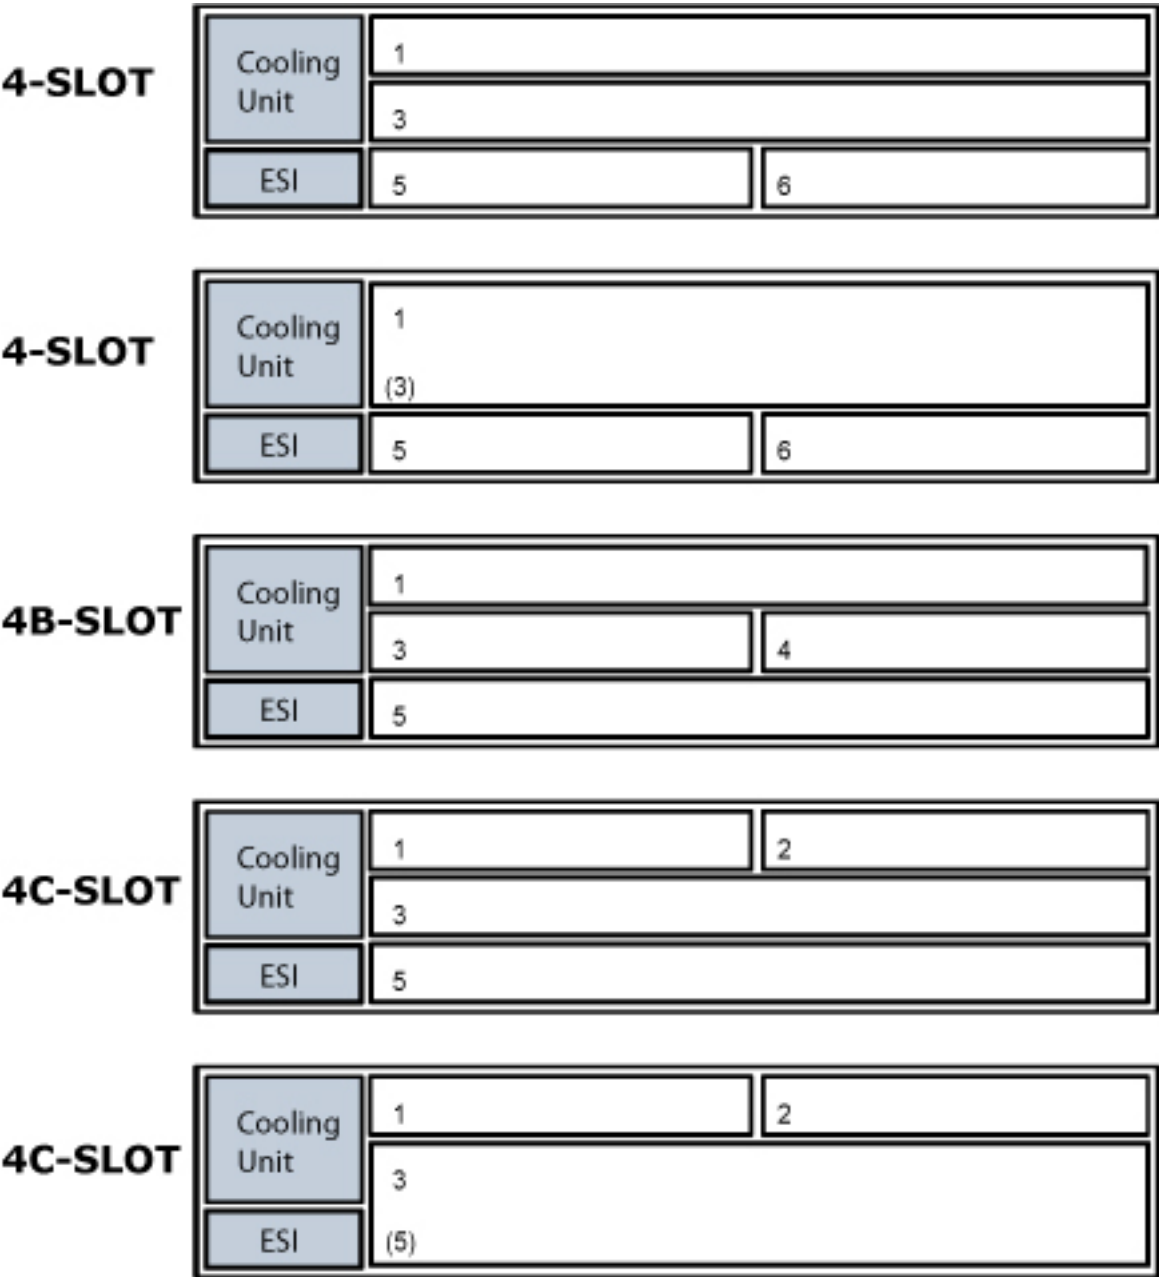 4-SLOT
Cooling
Unit
1
3
ESI
5
6
4-SLOT
Cooling
Unit
1
(3)
ESI
5
6
4B-SLOT
Cooling
Unit
1
3
4
ESI
5
4C-SLOT
Cooling
Unit
1
2
3
ESI
5
4C-SLOT
Cooling
Unit
1
2
3
ESI
(5)